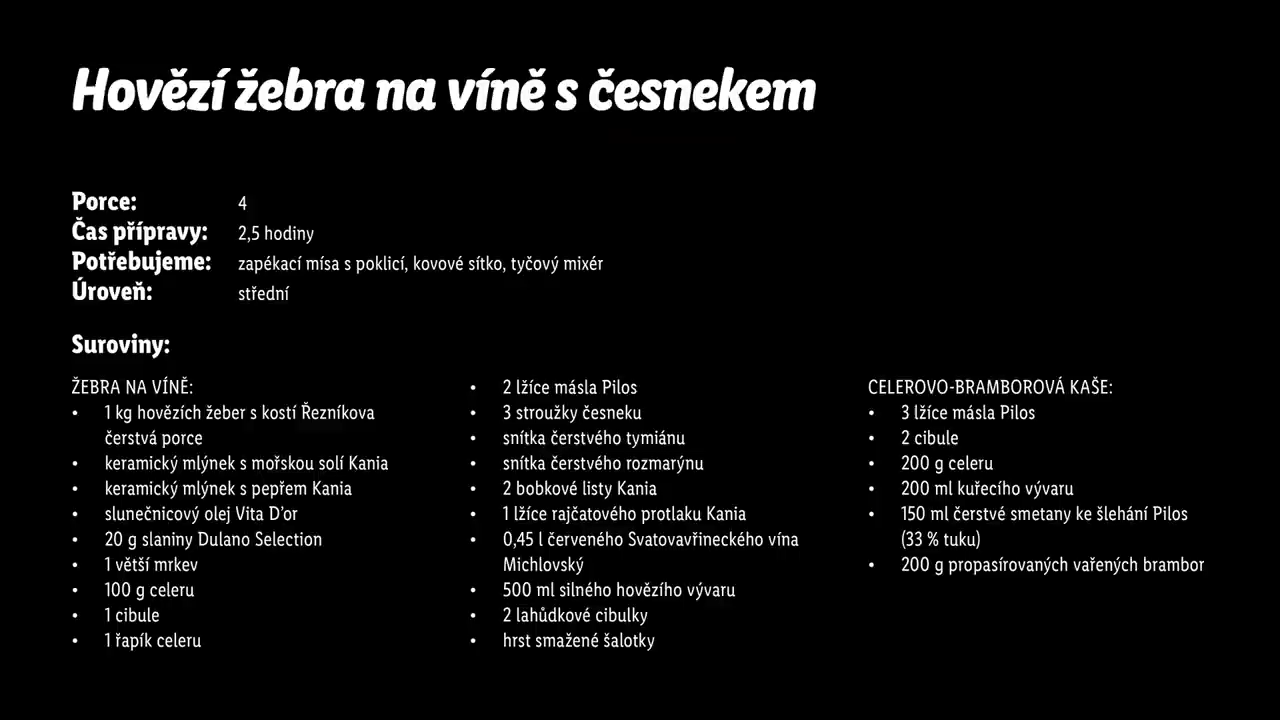 Hovězí žebra na víně s česnekem
Porce: 4
Čas přípravy: 2,5 hodiny
Potřebujeme: zapékací mísa s poklicí, kovové sítko, tyčový mixér
Úroveň: střední
Suroviny:
ŽEBRA NA VÍNĚ:
• 1 kg hovězích žeber s kostí Řezníkova
čerstvá porce
• keramický mlýnek s mořskou solí Kania
• keramický mlýnek s pepřem Kania
• slunečnicový olej Vita D’or
• 20 g slaniny Dulano Selection
• 1 větší mrkev
• 100 g celeru
• 1 cibule
• 1 řapík celeru
• 2 lžíce másla Pilos
• 3 stroužky česneku
• snítka čerstvého tymiánu
• snítka čerstvého rozmarýnu
• 2 bobkové listy Kania
• 1 lžíce rajčatového protlaku Kania
• 0,45 l červeného Svatovavřineckého vína
Michlovský
• 500 ml silného hovězího vývaru
• 2 lahůdkové cibulky
• hrst smažené šalotky
CELEROVO-BRAMBOROVÁ KAŠE:
• 3 lžíce másla Pilos
• 2 cibule
• 200 g celeru
• 200 ml kuřecího vývaru
• 150 ml čerstvé smetany ke šlehání Pilos
(33 % tuku)
• 200 g propasírovaných vařených brambor